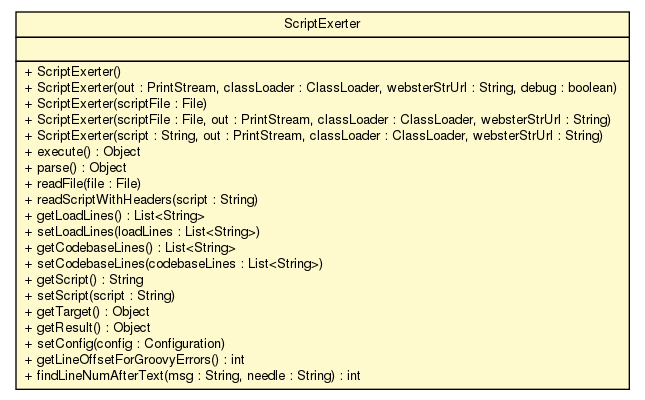 ScriptExerter
+ ScriptExerter()
+ ScriptExerter(out : PrintStream, classLoader : ClassLoader, websterStrUrl : String, debug : boolean)
+ ScriptExerter(scriptFile : File)
+ ScriptExerter(scriptFile : File, out : PrintStream, classLoader : ClassLoader, websterStrUrl : String)
+ ScriptExerter(script : String, out : PrintStream, classLoader : ClassLoader, websterStrUrl : String)
+ execute() : Object
+ parse() : Object
+ readFile(file : File)
+ readScriptWithHeaders(script : String)
+ getLoadLines() : List<String>
+ setLoadLines(loadLines : List<String>)
+ getCodebaseLines() : List<String>
+ setCodebaseLines(codebaseLines : List<String>)
+ getScript() : String
+ setScript(script : String)
+ getTarget() : Object
+ getResult() : Object
+ setConfig(config : Configuration)
+ getLineOffsetForGroovyErrors() : int
+ findLineNumAfterText(msg : String, needle : String) : int